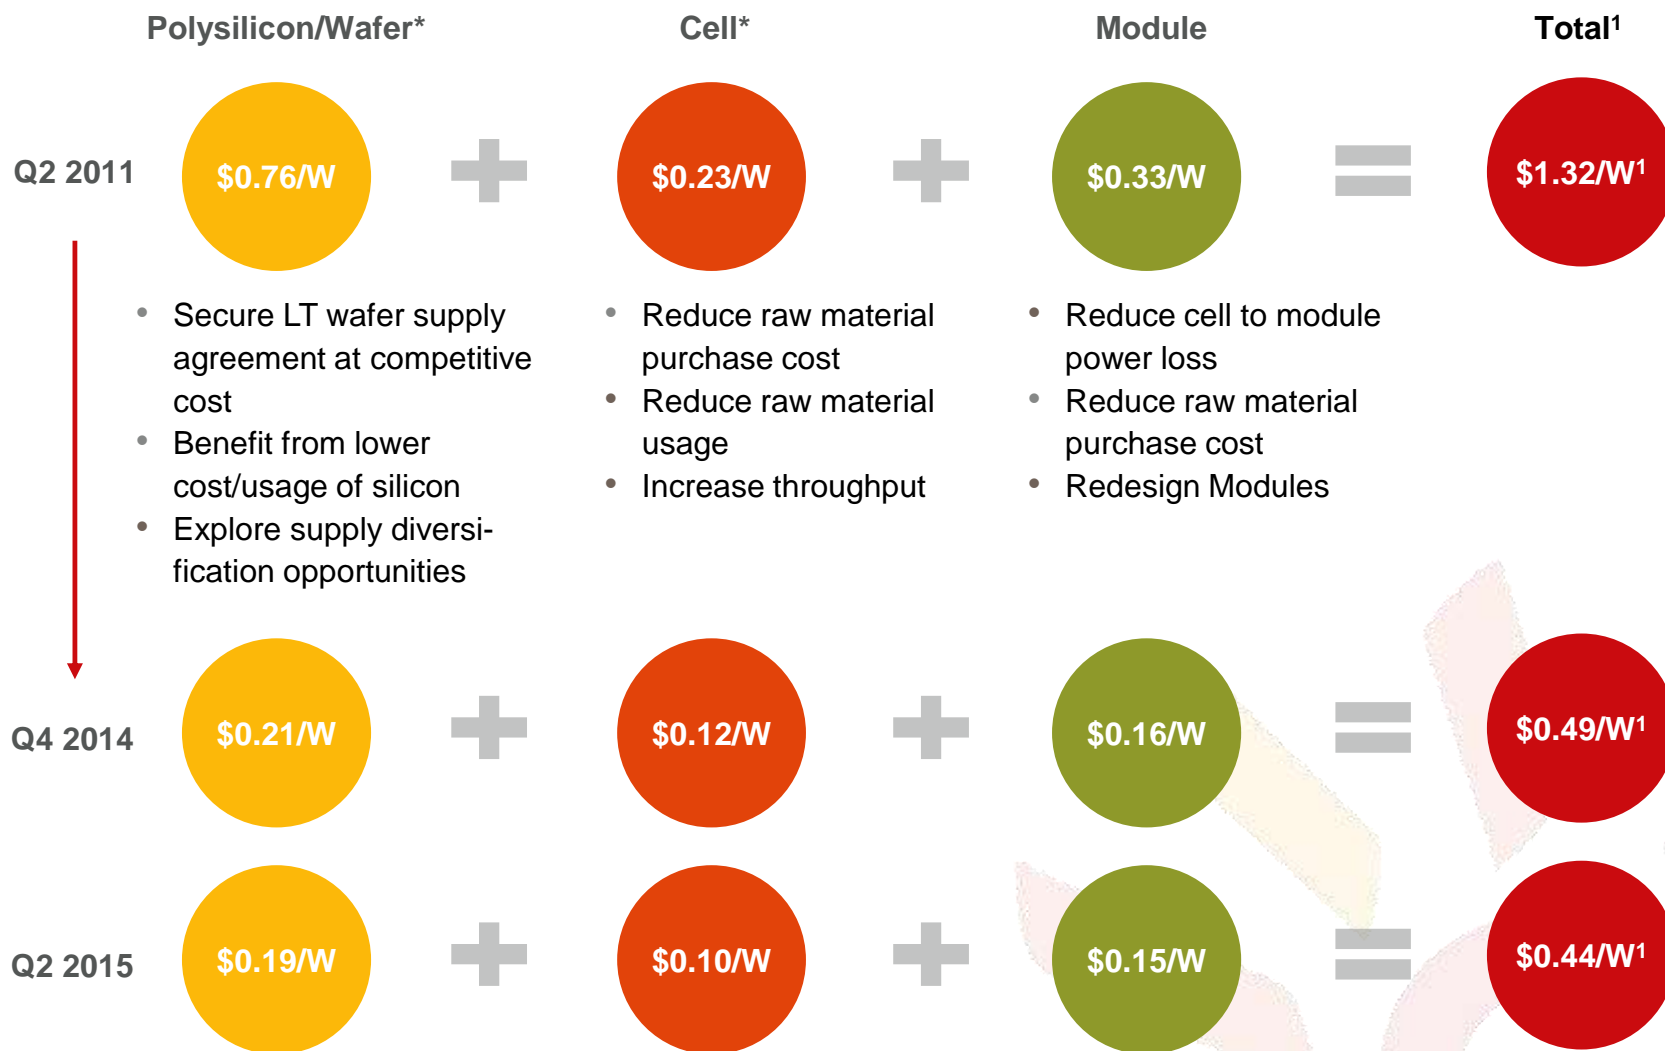 Polysilicon/Wafer* Cell* Module Total¹
Q2 2011 $0.76/W $0.23/W $0.33/W $1.32/W¹
• Secure LT wafer supply
agreement at competitive
cost
• Benefit from lower
cost/usage of silicon
• Explore supply diversi-
fication opportunities
• Reduce raw material
purchase cost
• Reduce raw material
usage
• Increase throughput
• Reduce cell to module
power loss
• Reduce raw material
purchase cost
• Redesign Modules
Q4 2014 $0.21/W $0.12/W $0.16/W $0.49/W¹
Q2 2015 $0.19/W $0.10/W $0.15/W $0.44/W¹